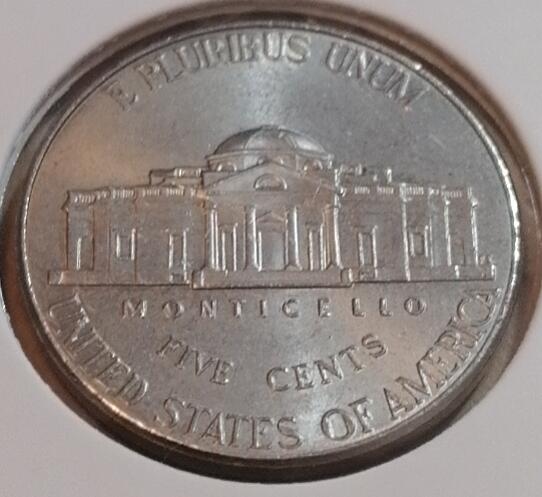 E PLURIBUS UNUM
MONTICELLO
FIVE CENTS
UNITED STATES OF AMERICA